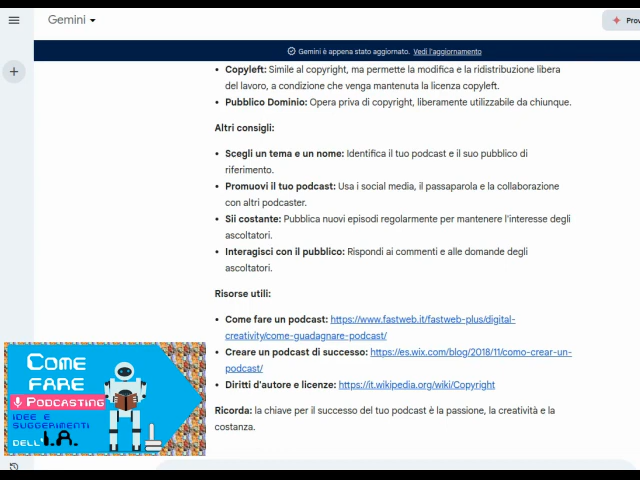 Gemini
Prov
Gemini è appena stato aggiornato. Vedi l'aggiornamento
• Copyleft: Simile al copyright, ma permette la modifica e la ridistribuzione libera
del lavoro, a condizione che venga mantenuta la licenza copyleft.
• Pubblico Dominio: Opera priva di copyright, liberamente utilizzabile da chiunque.
Altri consigli:
• Scegli un tema e un nome: Identifica il tuo podcast e il suo pubblico di
riferimento.
• Promuovi il tuo podcast: Usa i social media, il passaparola e la collaborazione
con altri podcaster.
• Sii costante: Pubblica nuovi episodi regolarmente per mantenere l'interesse degli
ascoltatori.
• Interagisci con il pubblico: Rispondi ai commenti e alle domande degli
ascoltatori.
Risorse utili:
• Come fare un podcast: https://www.fastweb.it/fastweb-plus/digital-
creativity/come-guadagnare-podcast/
• Creare un podcast di successo: https://es.wix.com/blog/2018/11/como-crear-un-
podcast/
• Diritti d'autore e licenze: https://it.wikipedia.org/wiki/Copyright
Ricorda: la chiave per il successo del tuo podcast è la passione, la creatività e la
costanza.
COME
FARE
PODCASTING
IDEE E
SUGGERIMENTI
DELL'I.A.